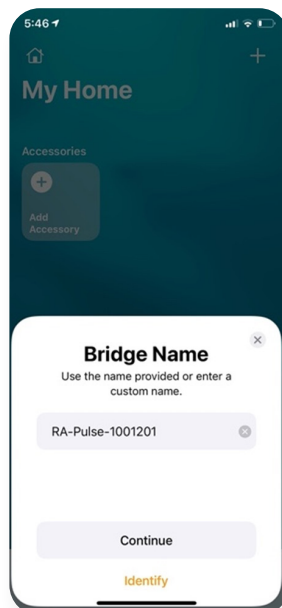 5:46
My Home
Accessories
Add
Accessory
Bridge Name
Use the name provided or enter a
custom name.
RA-Pulse-1001201
Continue
Identify